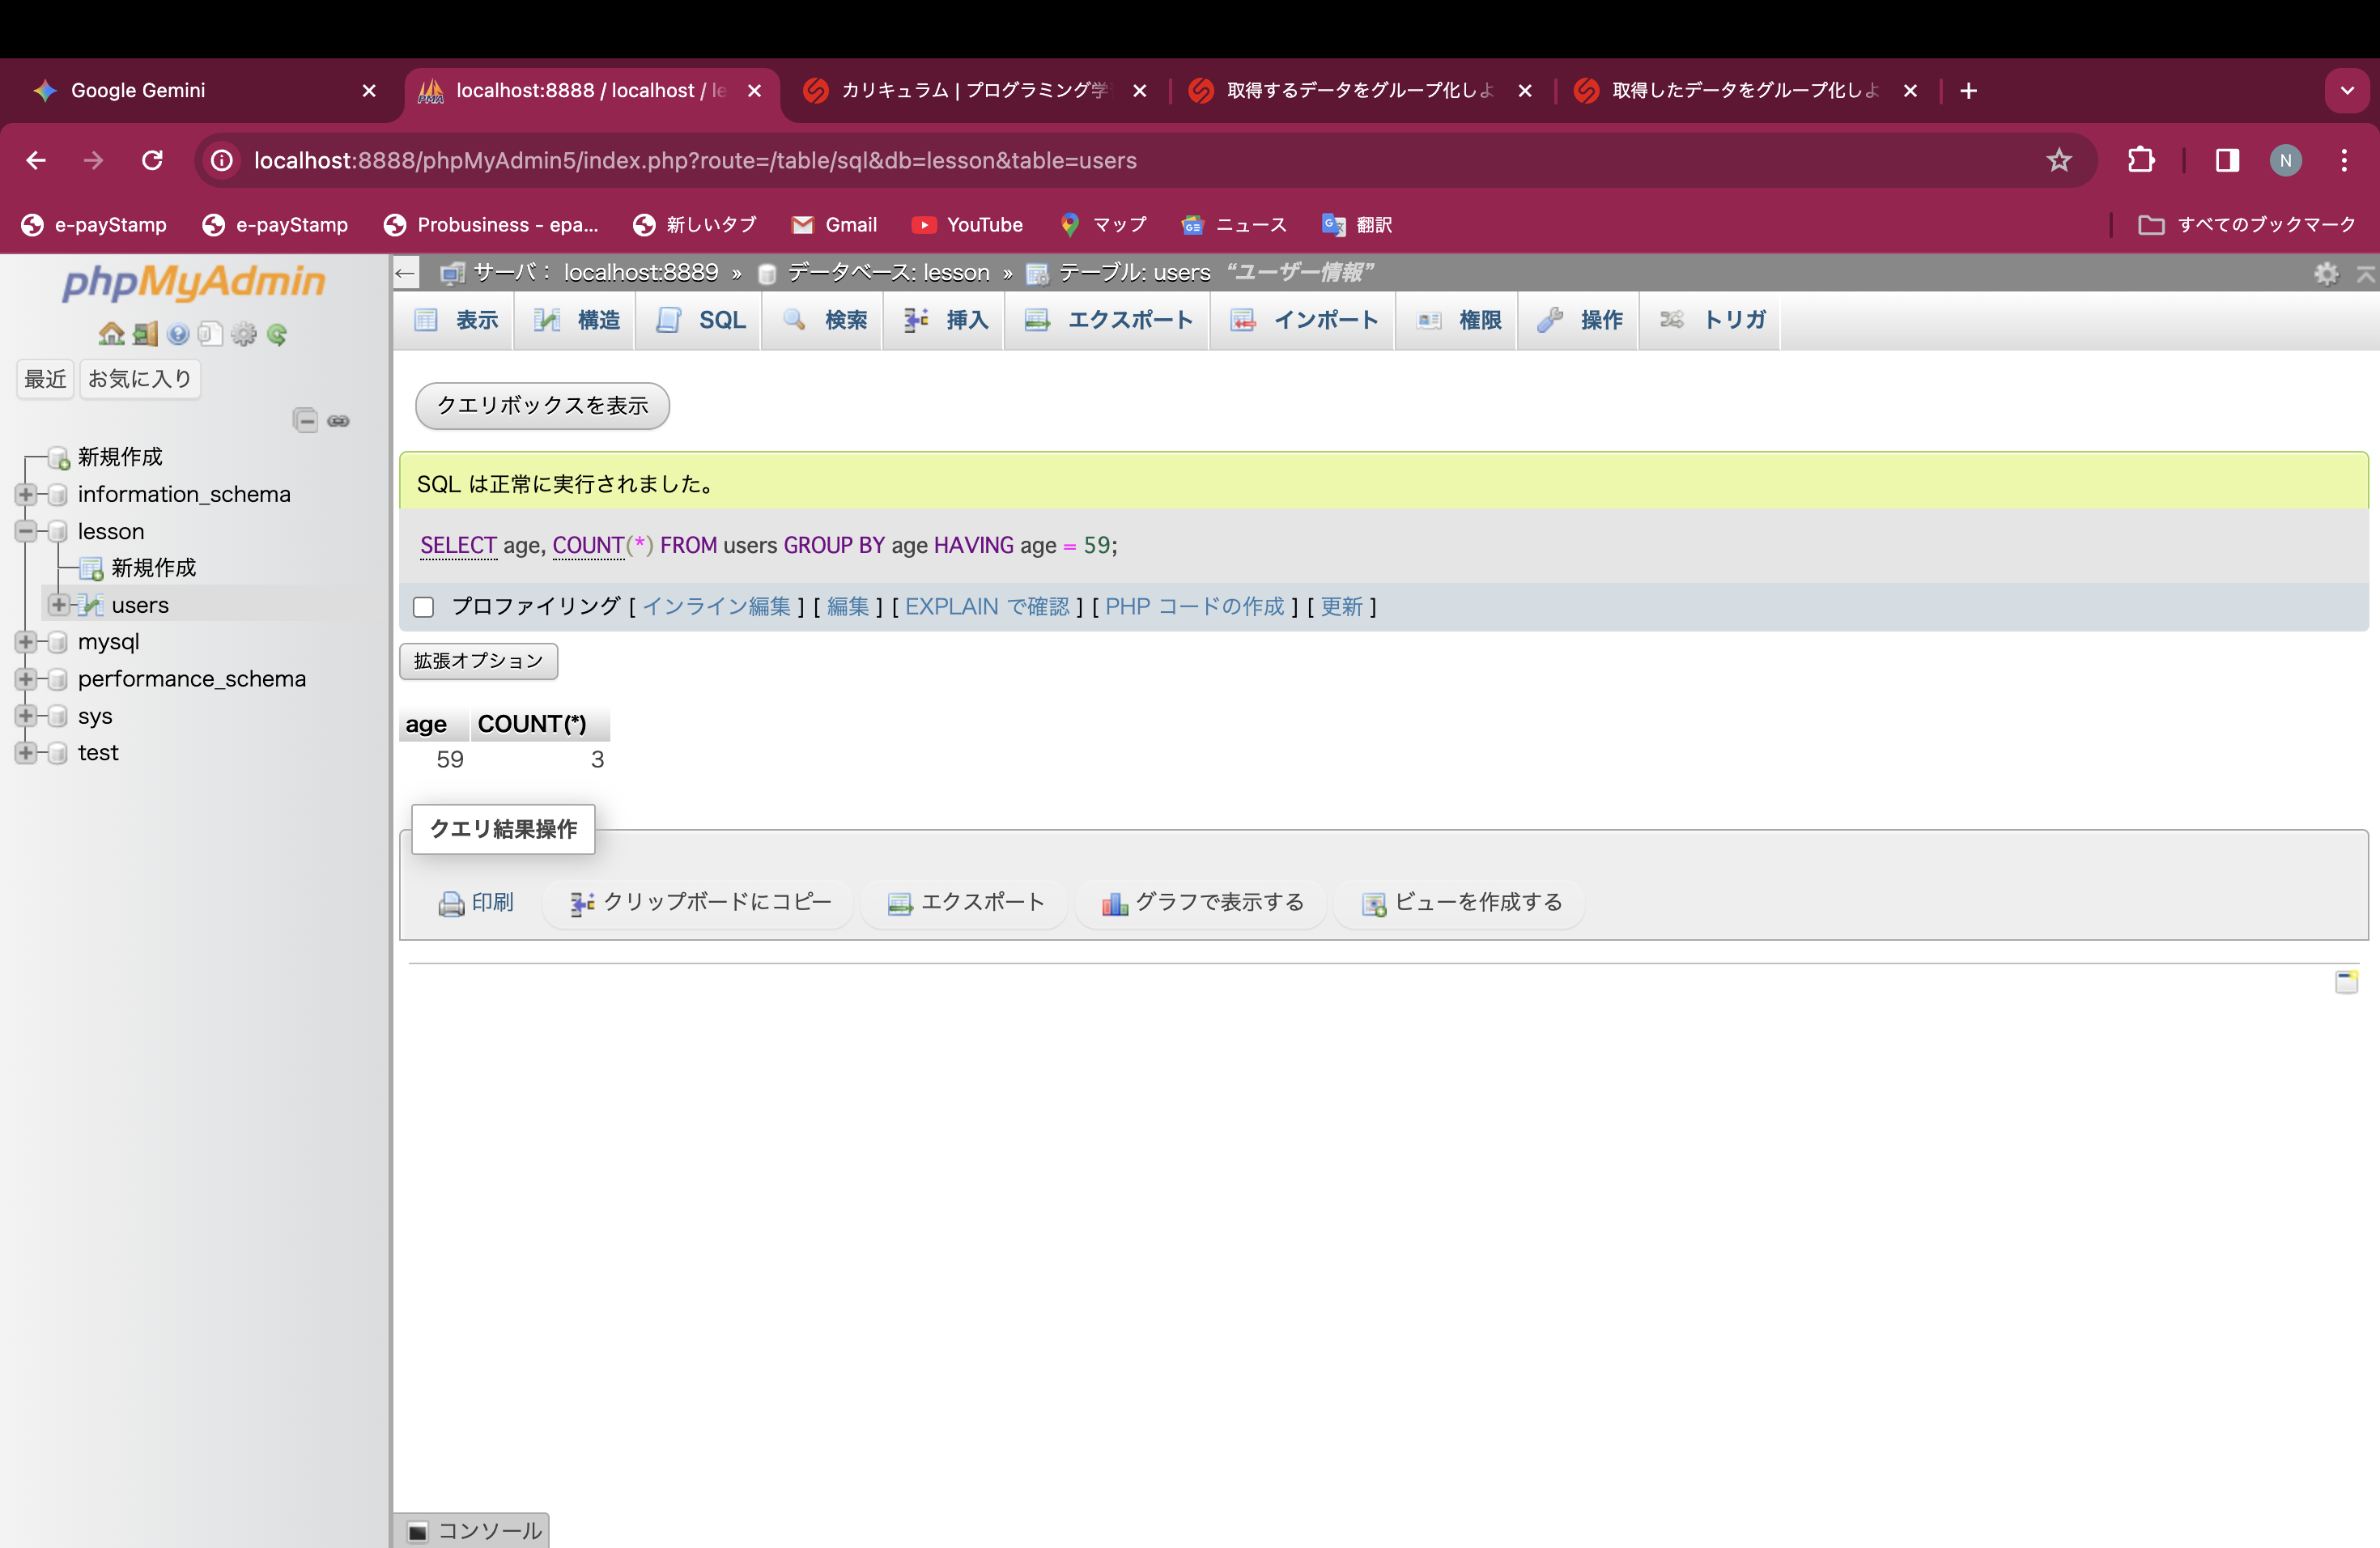 Google Gemini
localhost:8888 / localhost / le
カリキュラム | プログラミング学
取得するデータをグループ化しよ
取得したデータをグループ化しよ
localhost:8888/phpMyAdmin5/index.php?route=/table/sql&db=lesson&table=users
N
e-payStamp
e-payStamp
Probusiness - epa...
新しいタブ
Gmail
YouTube
マップ
ニュース
翻訳
すべてのブックマーク
phpMyAdmin
最近
お気に入り
新規作成
information_schema
lesson
新規作成
users
mysql
performance_schema
sys
test
サーバ： localhost:8889 » データベース: lesson » テーブル: users “ユーザー情報”
表示
構造
SQL
検索
挿入
エクスポート
インポート
権限
操作
トリガ
クエリボックスを表示
SQL は正常に実行されました。
SELECT age, COUNT(*) FROM users GROUP BY age HAVING age = 59;
プロファイリング [ インライン編集 ] [ 編集 ] [ EXPLAIN で確認 ] [ PHP コードの作成 ] [ 更新 ]
拡張オプション
age COUNT(*)
59 3
クエリ結果操作
印刷
クリップボードにコピー
エクスポート
グラフで表示する
ビューを作成する
コンソール